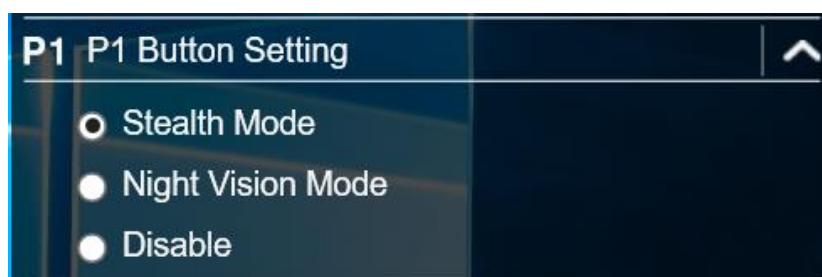 P1 P1 Button Setting
Stealth Mode
Night Vision Mode
Disable